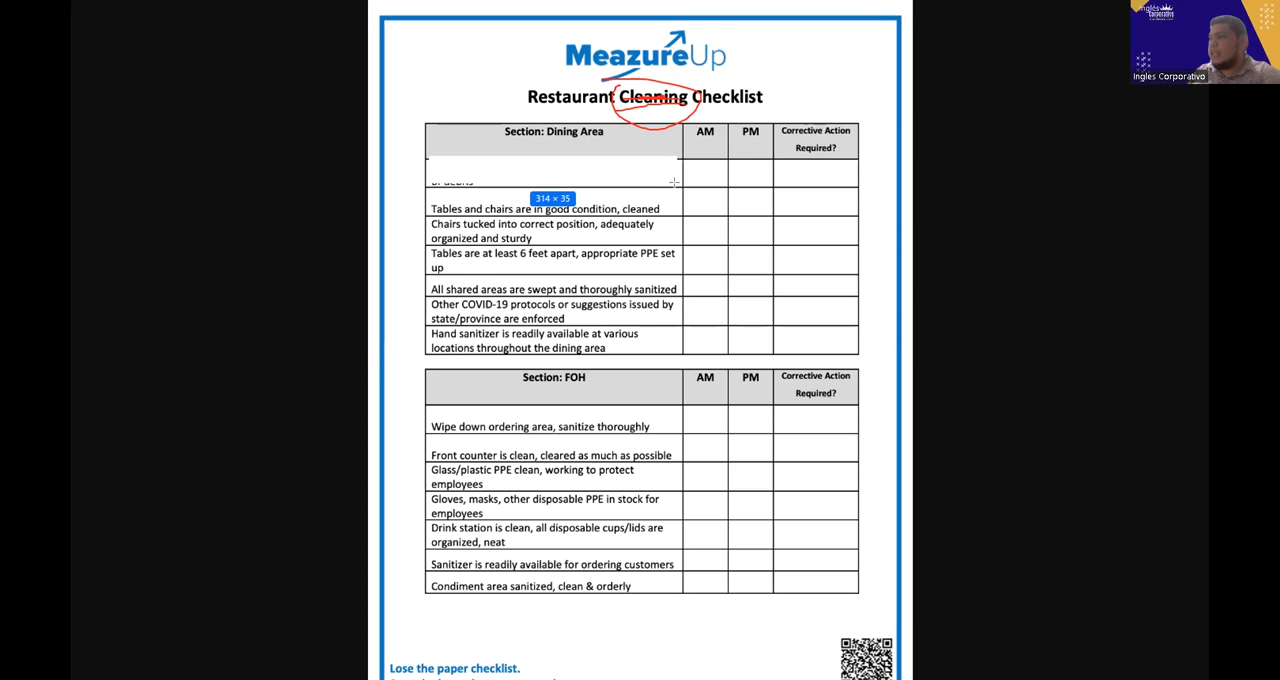 Inglés
Corporativo
Ingles Corporativo
MeazureUp
Restaurant Cleaning Checklist
Section: Dining Area AM PM Corrective Action
Required?
314 × 35
Tables and chairs are in good condition, cleaned
Chairs tucked into correct position, adequately
organized and sturdy
Tables are at least 6 feet apart, appropriate PPE set
up
All shared areas are swept and thoroughly sanitized
Other COVID-19 protocols or suggestions issued by
state/province are enforced
Hand sanitizer is readily available at various
locations throughout the dining area
Section: FOH AM PM Corrective Action
Required?
Wipe down ordering area, sanitize thoroughly
Front counter is clean, cleared as much as possible
Glass/plastic PPE clean, working to protect
employees
Gloves, masks, other disposable PPE in stock for
employees
Drink station is clean, all disposable cups/lids are
organized, neat
Sanitizer is readily available for ordering customers
Condiment area sanitized, clean & orderly
Lose the paper checklist.